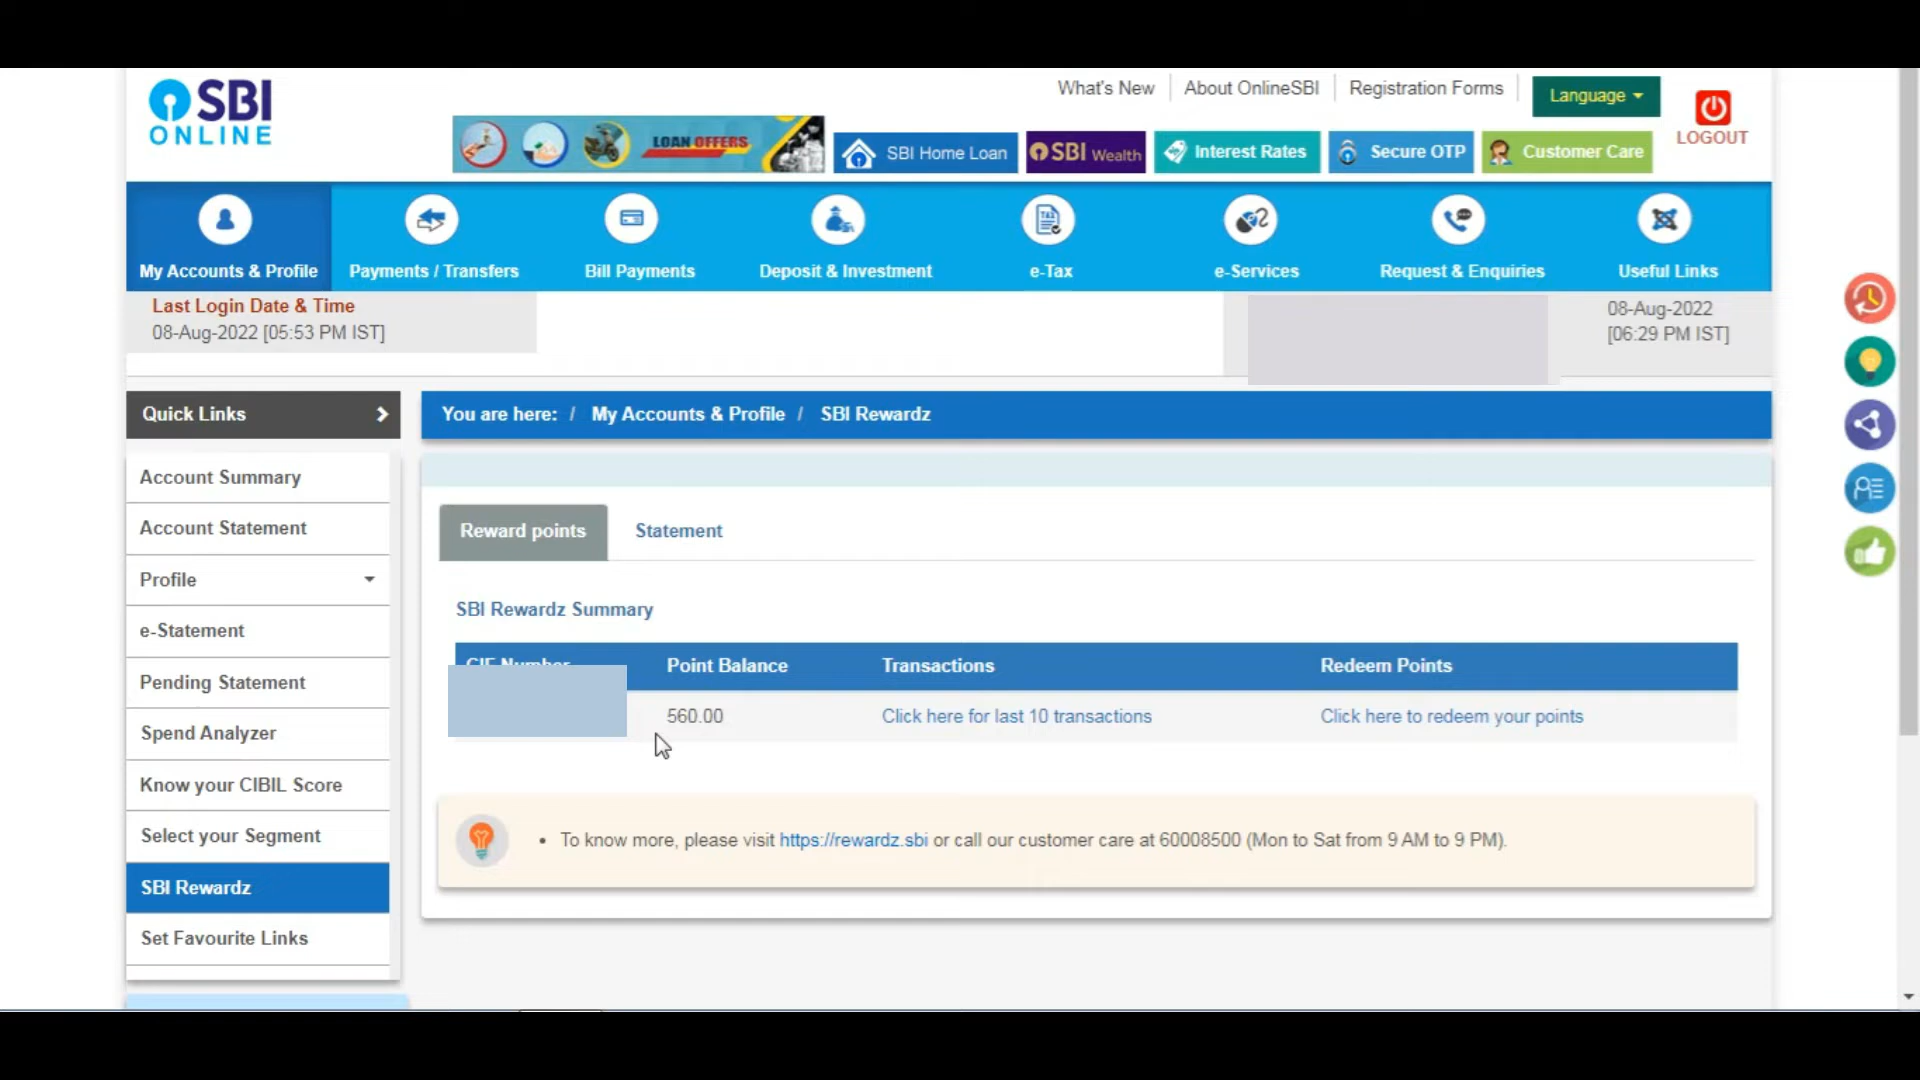 SBI
ONLINE
What's New
About OnlineSBI
Registration Forms
Language
LOGOUT
LOAN OFFERS
SBI Home Loan
SBI Wealth
Interest Rates
Secure OTP
Customer Care
My Accounts & Profile
Payments / Transfers
Bill Payments
Deposit & Investment
TAX
e-Tax
e-Services
Request & Enquiries
Useful Links
Last Login Date & Time
08-Aug-2022 [05:53 PM IST]
08-Aug-2022
[06:29 PM IST]
Quick Links
Account Summary
Account Statement
Profile
e-Statement
Pending Statement
Spend Analyzer
Know your CIBIL Score
Select your Segment
SBI Rewardz
Set Favourite Links
You are here: / My Accounts & Profile / SBI Rewardz
Reward points
Statement
SBI Rewardz Summary
CIF Number
Point Balance
Transactions
Redeem Points
560.00
Click here for last 10 transactions
Click here to redeem your points
• To know more, please visit https://rewardz.sbi or call our customer care at 60008500 (Mon to Sat from 9 AM to 9 PM).